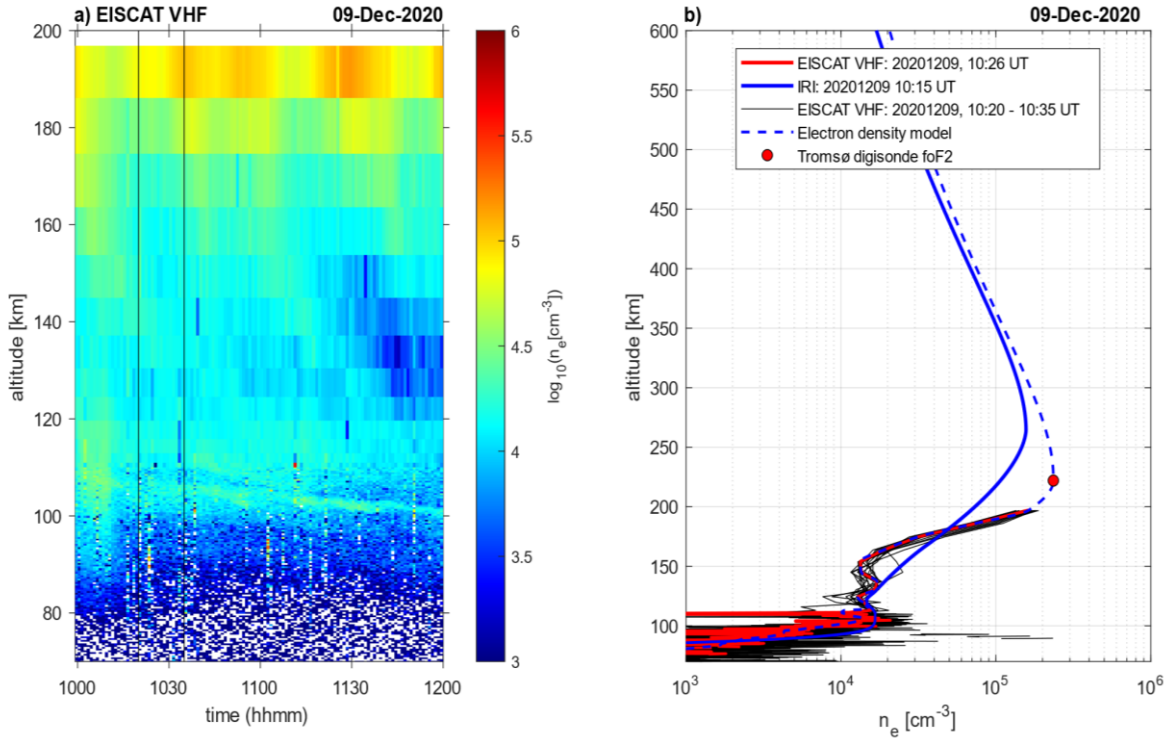 a) EISCAT VHF 09-Dec-2020
200
180
160
140
120
100
80
altitude [km]
1000 1030 1100 1130 1200
time (hhmm)
6
5.5
5
4.5
4
3.5
3
log10(ne[cm-3])
b) 09-Dec-2020
EISCAT VHF: 20201209, 10:26 UT
IRI: 20201209 10:15 UT
EISCAT VHF: 20201209, 10:20 - 10:35 UT
Electron density model
Tromsø digisonde foF2
600
550
500
450
400
350
300
250
200
150
100
altitude [km]
10^3 10^4 10^5 10^6
ne [cm-3]